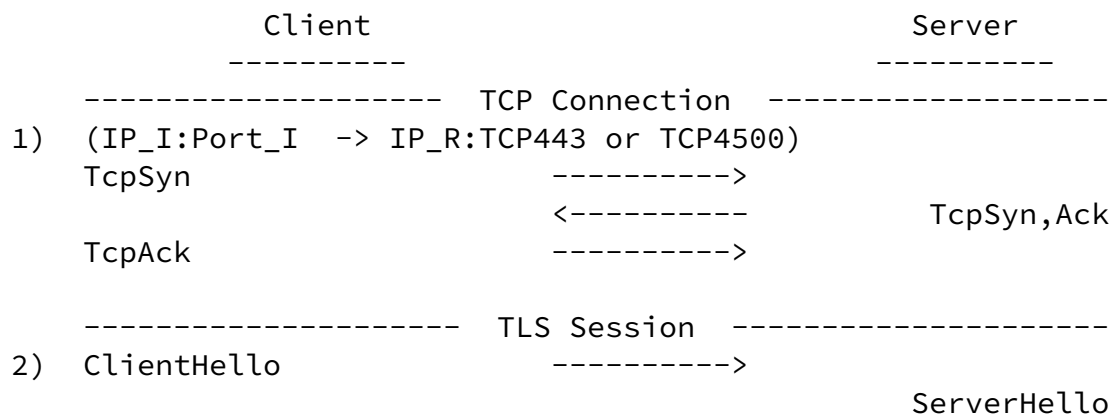 Client Server
---------- ----------
-------------------- TCP Connection -------------------
1) (IP_I:Port_I -> IP_R:TCP443 or TCP4500)
TcpSyn ---------->
<---------- TcpSyn,Ack
TcpAck ---------->
--------------------- TLS Session ---------------------
2) ClientHello ---------->
ServerHello